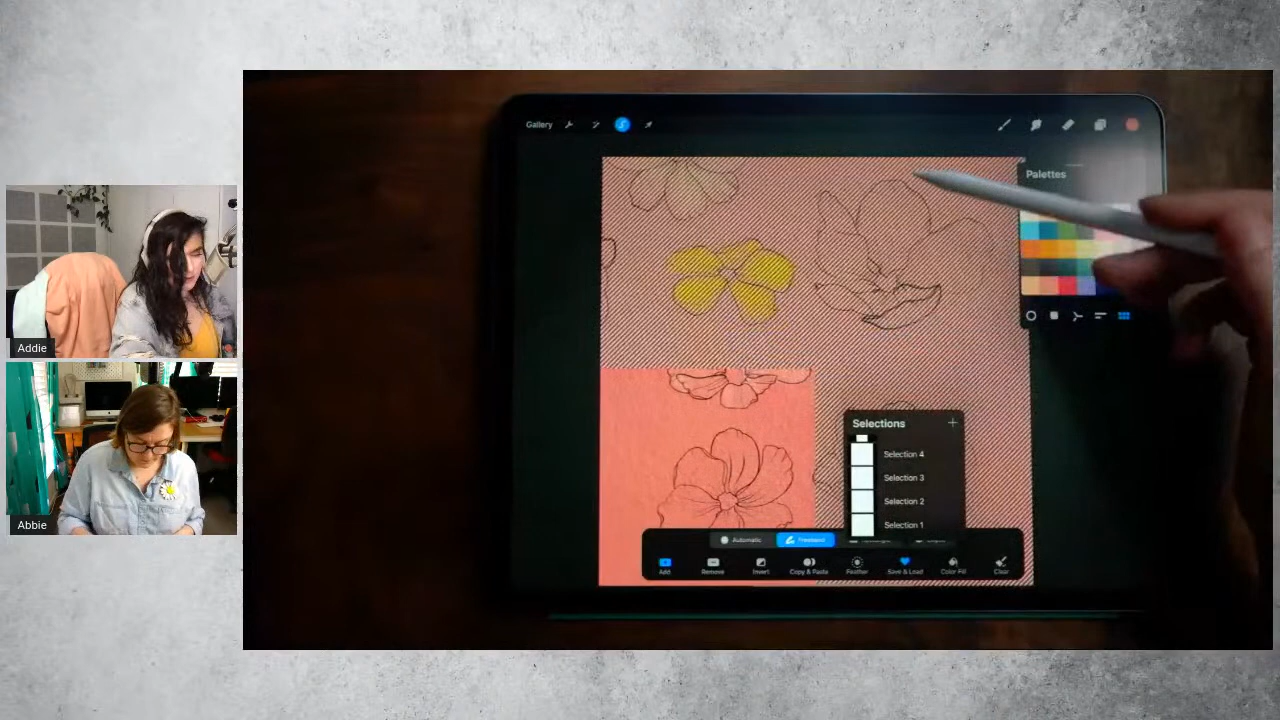 Gallery
Palettes
Addie
Abbie
Selections +
Selection 4
Selection 3
Selection 2
Selection 1
Automatic Freehand
Add Remove Invert Copy & Paste Feather Save & Load Color Fill Clear